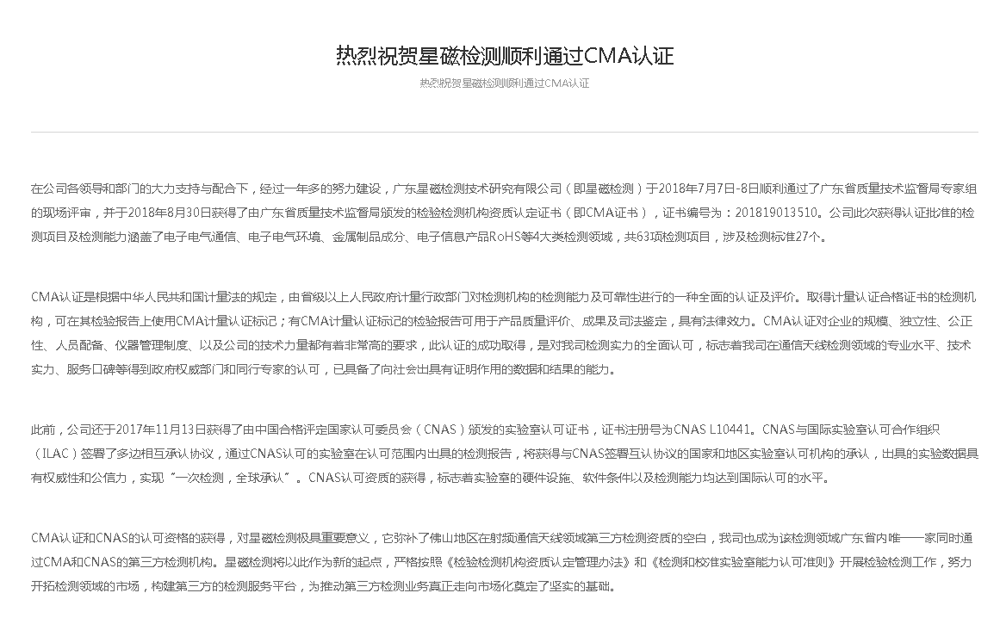 热烈祝贺星磁检测顺利通过CMA认证
热烈祝贺星磁检测顺利通过CMA认证
在公司各领导和部门的大力支持与配合下，经过一年多的努力建设，广东星磁检测技术研究有限公司（即星磁检测）于2018年7月7日-8日顺利通过了广东省质量技术监督局专家组
的现场评审，并于2018年8月30日获得了由广东省质量技术监督局颁发的检验检测机构资质认定证书（即CMA证书），证书编号为：201819013510。公司此次获得认证批准的检
测项目及检测能力涵盖了电子电气通信、电子电气环境、金属制品成分、电子信息产品RoHS等4大类检测领域，共63项检测项目，涉及检测标准27个。
CMA认证是根据中华人民共和国计量法的规定，由省级以上人民政府计量行政部门对检测机构的检测能力及可靠性进行的一种全面的认证及评价。取得计量认证合格证书的检测机
构，可在其检验报告上使用CMA计量认证标记；有CMA计量认证标记的检验报告可用于产品质量评价、成果及司法鉴定，具有法律效力。CMA认证对企业的规模、独立性、公正
性、人员配备、仪器管理制度、以及公司的技术力量都有着非常高的要求，此认证的成功取得，是对我司检测实力的全面认可，标志着我司在通信天线检测领域的专业水平、技术
实力、服务口碑等得到政府权威部门和同行专家的认可，已具备了向社会出具有证明作用的数据和结果的能力。
此前，公司还于2017年11月13日获得了由中国合格评定国家认可委员会（CNAS）颁发的实验室认可证书，证书注册号为CNAS L10441。CNAS与国际实验室认可合作组织
（ILAC）签署了多边相互承认协议，通过CNAS认可的实验室在认可范围内出具的检测报告，将获得与CNAS签署互认协议的国家和地区实验室认可机构的承认，出具的实验数据具
有权威性和公信力，实现“一次检测，全球承认”。CNAS认可资质的获得，标志着实验室的硬件设施、软件条件以及检测能力均达到国际认可的水平。
CMA认证和CNAS的认可资格的获得，对星磁检测极具重要意义，它弥补了佛山地区在射频通信天线领域第三方检测资质的空白，我司也成为该检测领域广东省内唯一一家同时通
过CMA和CNAS的第三方检测机构。星磁检测将以此作为新的起点，严格按照《检验检测机构资质认定管理办法》和《检测和校准实验室能力认可准则》开展检验检测工作，努力
开拓检测领域的市场，构建第三方的检测服务平台，为推动第三方检测业务真正走向市场化奠定了坚实的基础。